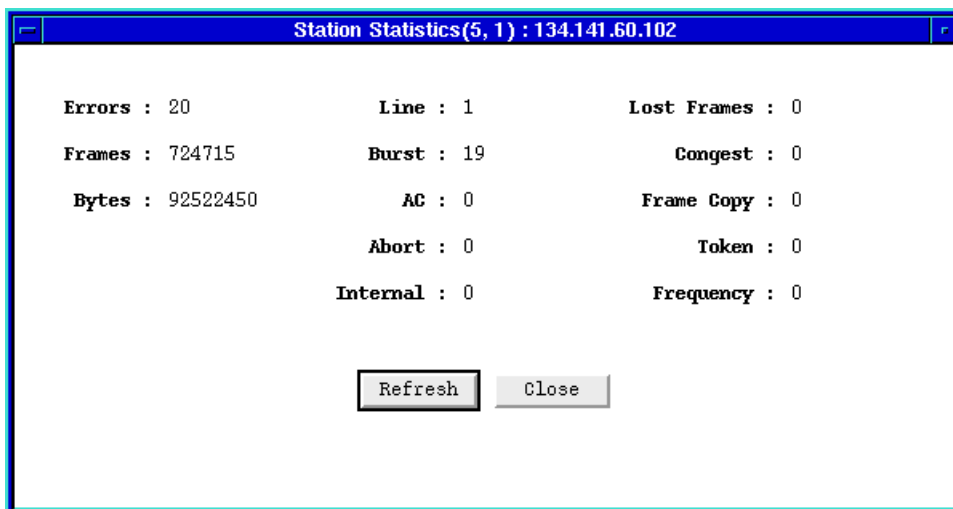 Station Statistics(5, 1) : 134.141.60.102
Errors : 20 Line : 1 Lost Frames : 0
Frames : 724715 Burst : 19 Congest : 0
Bytes : 92522450 AC : 0 Frame Copy : 0
Abort : 0 Token : 0
Internal : 0 Frequency : 0
Refresh Close